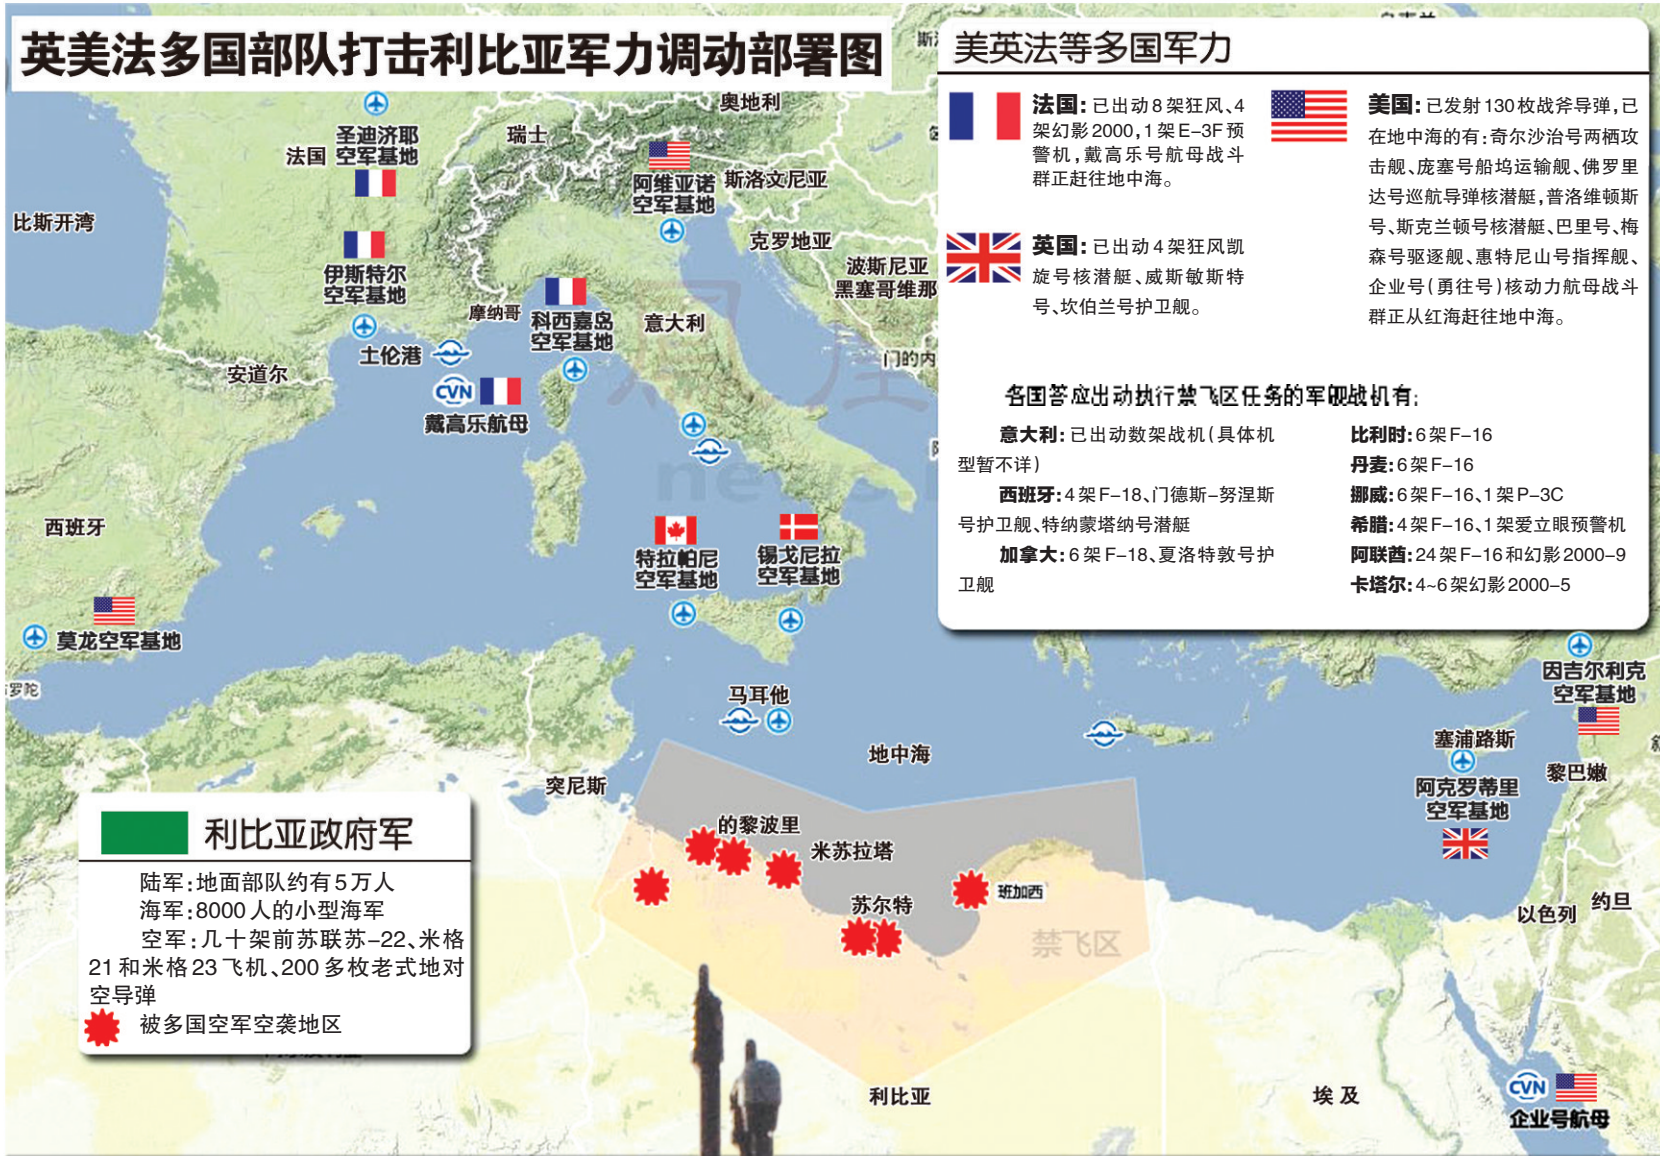 英美法多国部队打击利比亚军力调动部署图
美英法等多国军力
法国:已出动8架狂风、4
架幻影2000,1架E-3F预
警机,戴高乐号航母战斗
群正赶往地中海。
英国:已出动4架狂风凯
旋号核潜艇、威斯敏斯特
号、坎伯兰号护卫舰。
美国:已发射130枚战斧导弹,已
在地中海的有:奇尔沙治号两栖攻
击舰、庞塞号船坞运输舰、佛罗里
达号巡航导弹核潜艇,普洛维顿斯
号、斯克兰顿号核潜艇、巴里号、梅
森号驱逐舰、惠特尼山号指挥舰、
企业号(勇往号)核动力航母战斗
群正从红海赶往地中海。
各国答应出动执行禁飞区任务的军舰战机有:
意大利:已出动数架战机(具体机
型暂不详)
西班牙:4架F-18、门德斯-努涅斯
号护卫舰、特纳蒙塔纳号潜艇
加拿大:6架F-18、夏洛特敦号护
卫舰
比利时:6架F-16
丹麦:6架F-16
挪威:6架F-16、1架P-3C
希腊:4架F-16、1架爱立眼预警机
阿联酋:24架F-16和幻影2000-9
卡塔尔:4~6架幻影2000-5
奥地利
瑞士
法国
圣迪济耶
空军基地
阿维亚诺
空军基地
斯洛文尼亚
比斯开湾
克罗地亚
伊斯特尔
空军基地
波斯尼亚
黑塞哥维那
摩纳哥
科西嘉岛
空军基地
意大利
土伦港
门的内
安道尔
CVN
戴高乐航母
news.
西班牙
特拉帕尼
空军基地
锡戈尼拉
空军基地
莫龙空军基地
罗陀
马耳他
地中海
因吉尔利克
空军基地
塞浦路斯
黎巴嫩
阿克罗蒂里
空军基地
突尼斯
的黎波里
米苏拉塔
苏尔特
班加西
禁飞区
以色列
约旦
利比亚
埃及
CVN
企业号航母
利比亚政府军
陆军:地面部队约有5万人
海军:8000人的小型海军
空军:几十架前苏联苏-22、米格
21和米格23飞机、200多枚老式地对
空导弹
被多国空军空袭地区